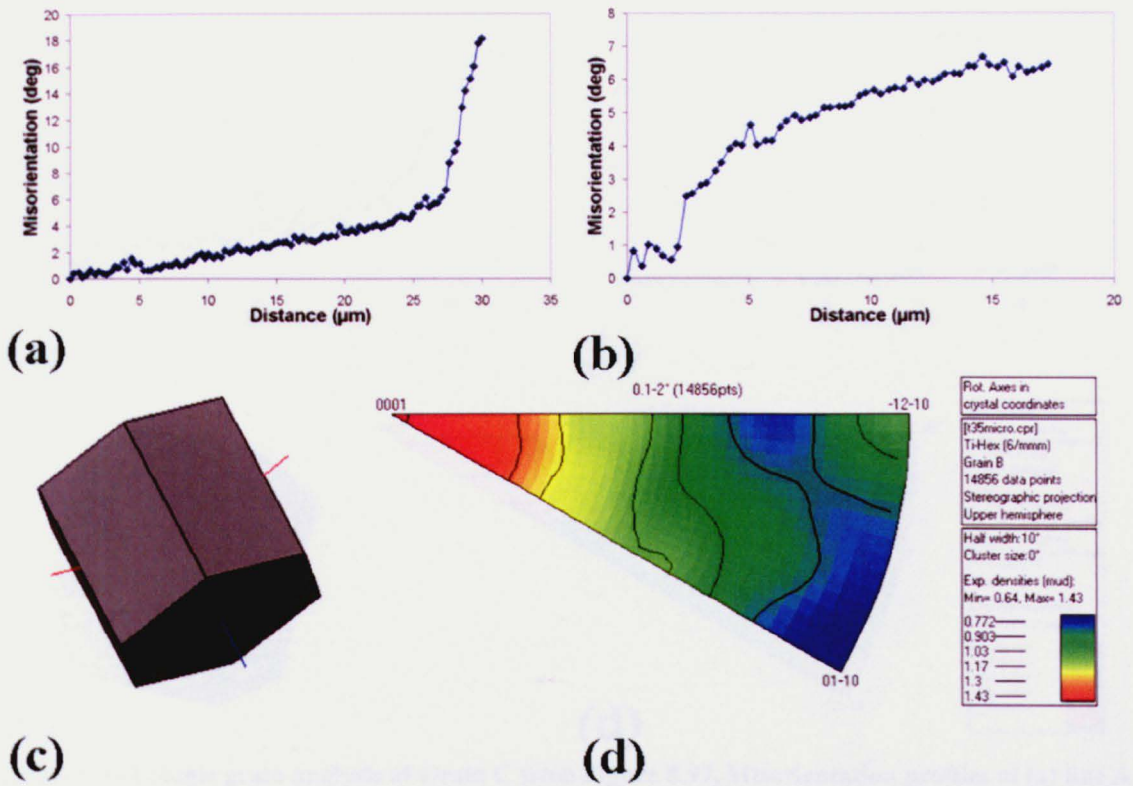 20
18
16
14
12
10
8
6
4
2
0
Misorientation (deg)
0 5 10 15 20 25 30 35
Distance (µm)
(a)
8
7
6
5
4
3
2
1
0
Misorientation (deg)
0 5 10 15 20
Distance (µm)
(b)
(c)
0.1-2° (14856pts)
0001
-12-10
01-10
(d)
Rot. Axes in
crystal coordinates
[t35micro.cpr]
Ti-Hex (6/mmm)
Grain B
14856 data points
Stereographic projection
Upper hemisphere
Half width:10°
Cluster size:0°
Exp. densities (mud):
Min= 0.64, Max= 1.43
0.772
0.903
1.03
1.17
1.3
1.43